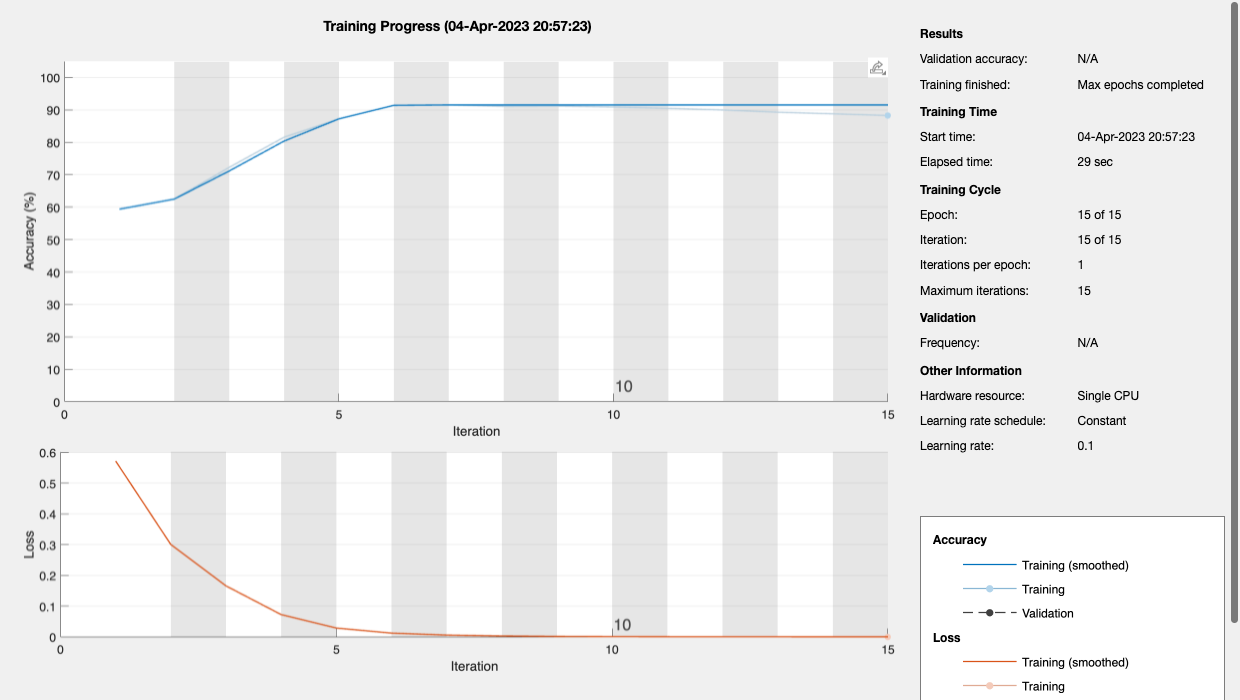 Training Progress (04-Apr-2023 20:57:23)
100
90
80
70
60
50
40
30
20
10
0
Accuracy (%)
10
0
5
10
15
Iteration
0.6
0.5
0.4
0.3
0.2
0.1
0
Loss
10
0
5
10
15
Iteration
Results
Validation accuracy: N/A
Training finished: Max epochs completed
Training Time
Start time: 04-Apr-2023 20:57:23
Elapsed time: 29 sec
Training Cycle
Epoch: 15 of 15
Iteration: 15 of 15
Iterations per epoch: 1
Maximum iterations: 15
Validation
Frequency: N/A
Other Information
Hardware resource: Single CPU
Learning rate schedule: Constant
Learning rate: 0.1
Accuracy
Training (smoothed)
Training
Validation
Loss
Training (smoothed)
Training